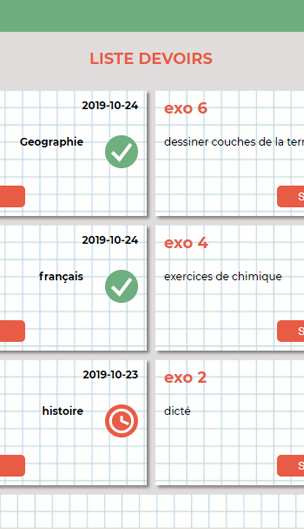 LISTE DEVOIRS
2019-10-24
Geographie
exo 6
dessiner couches de la terr
2019-10-24
français
exo 4
exercices de chimique
2019-10-23
histoire
exo 2
dicté